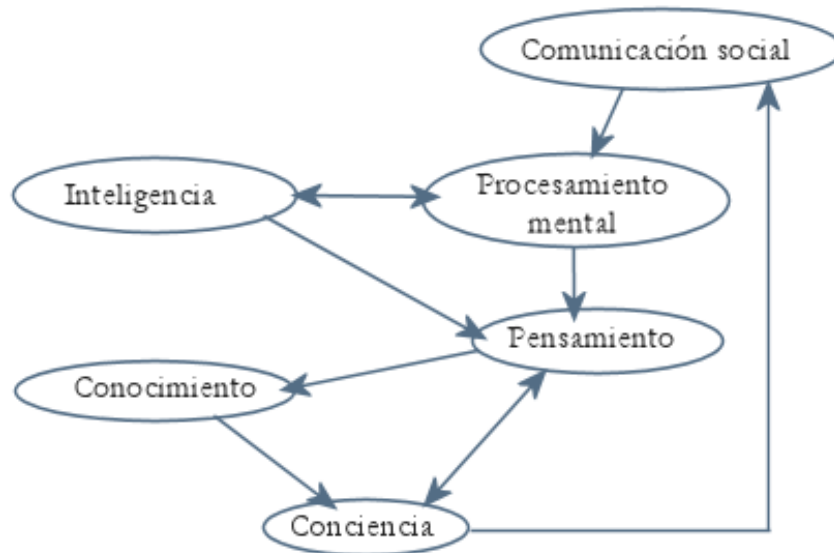 Comunicación social
Inteligencia
Procesamiento
mental
Pensamiento
Conocimiento
Conciencia